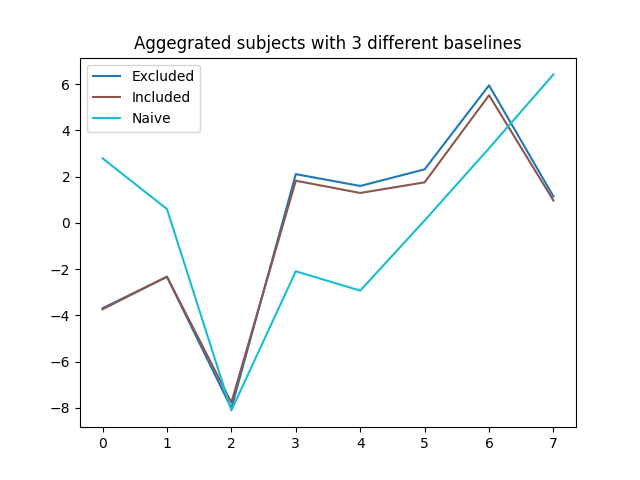 Aggegrated subjects with 3 different baselines
Excluded
Included
Naive
6
4
2
0
−2
−4
−6
−8
0 1 2 3 4 5 6 7